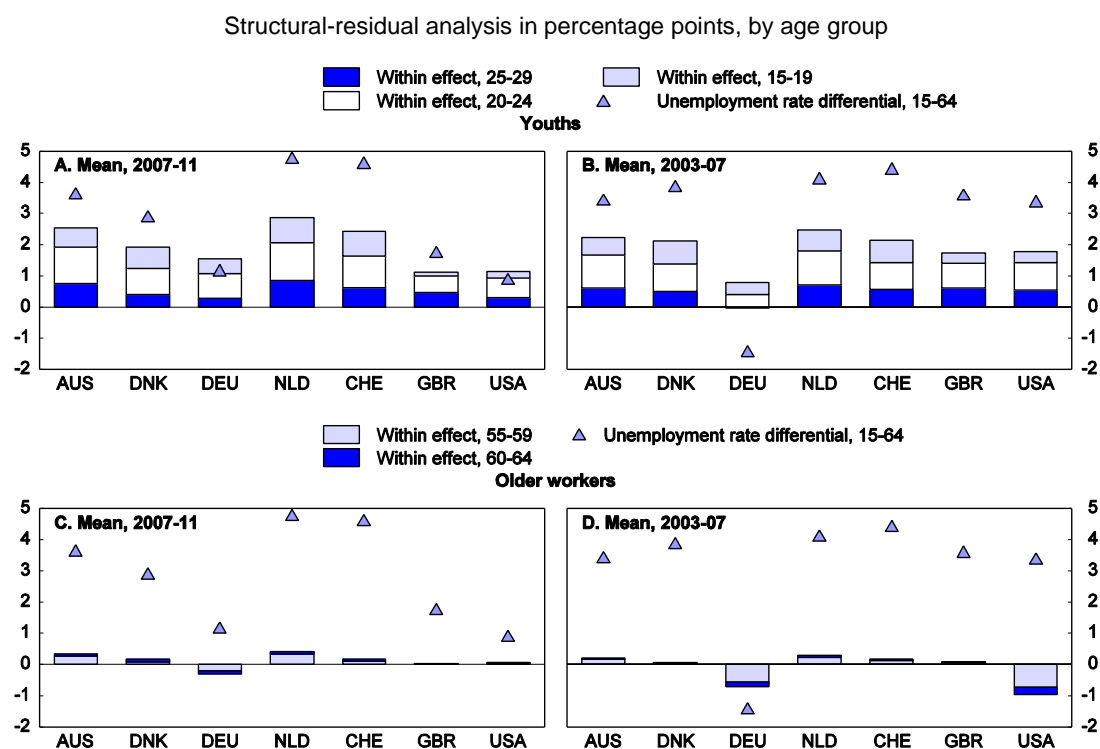 Structural-residual analysis in percentage points, by age group
Within effect, 25-29
Within effect, 15-19
Within effect, 20-24
Unemployment rate differential, 15-64
Youths
A. Mean, 2007-11
5
4
3
2
1
0
-1
-2
AUS DNK DEU NLD CHE GBR USA
B. Mean, 2003-07
5
4
3
2
1
0
-1
-2
AUS DNK DEU NLD CHE GBR USA
Within effect, 55-59
Unemployment rate differential, 15-64
Within effect, 60-64
Older workers
C. Mean, 2007-11
5
4
3
2
1
0
-1
-2
AUS DNK DEU NLD CHE GBR USA
D. Mean, 2003-07
5
4
3
2
1
0
-1
-2
AUS DNK DEU NLD CHE GBR USA